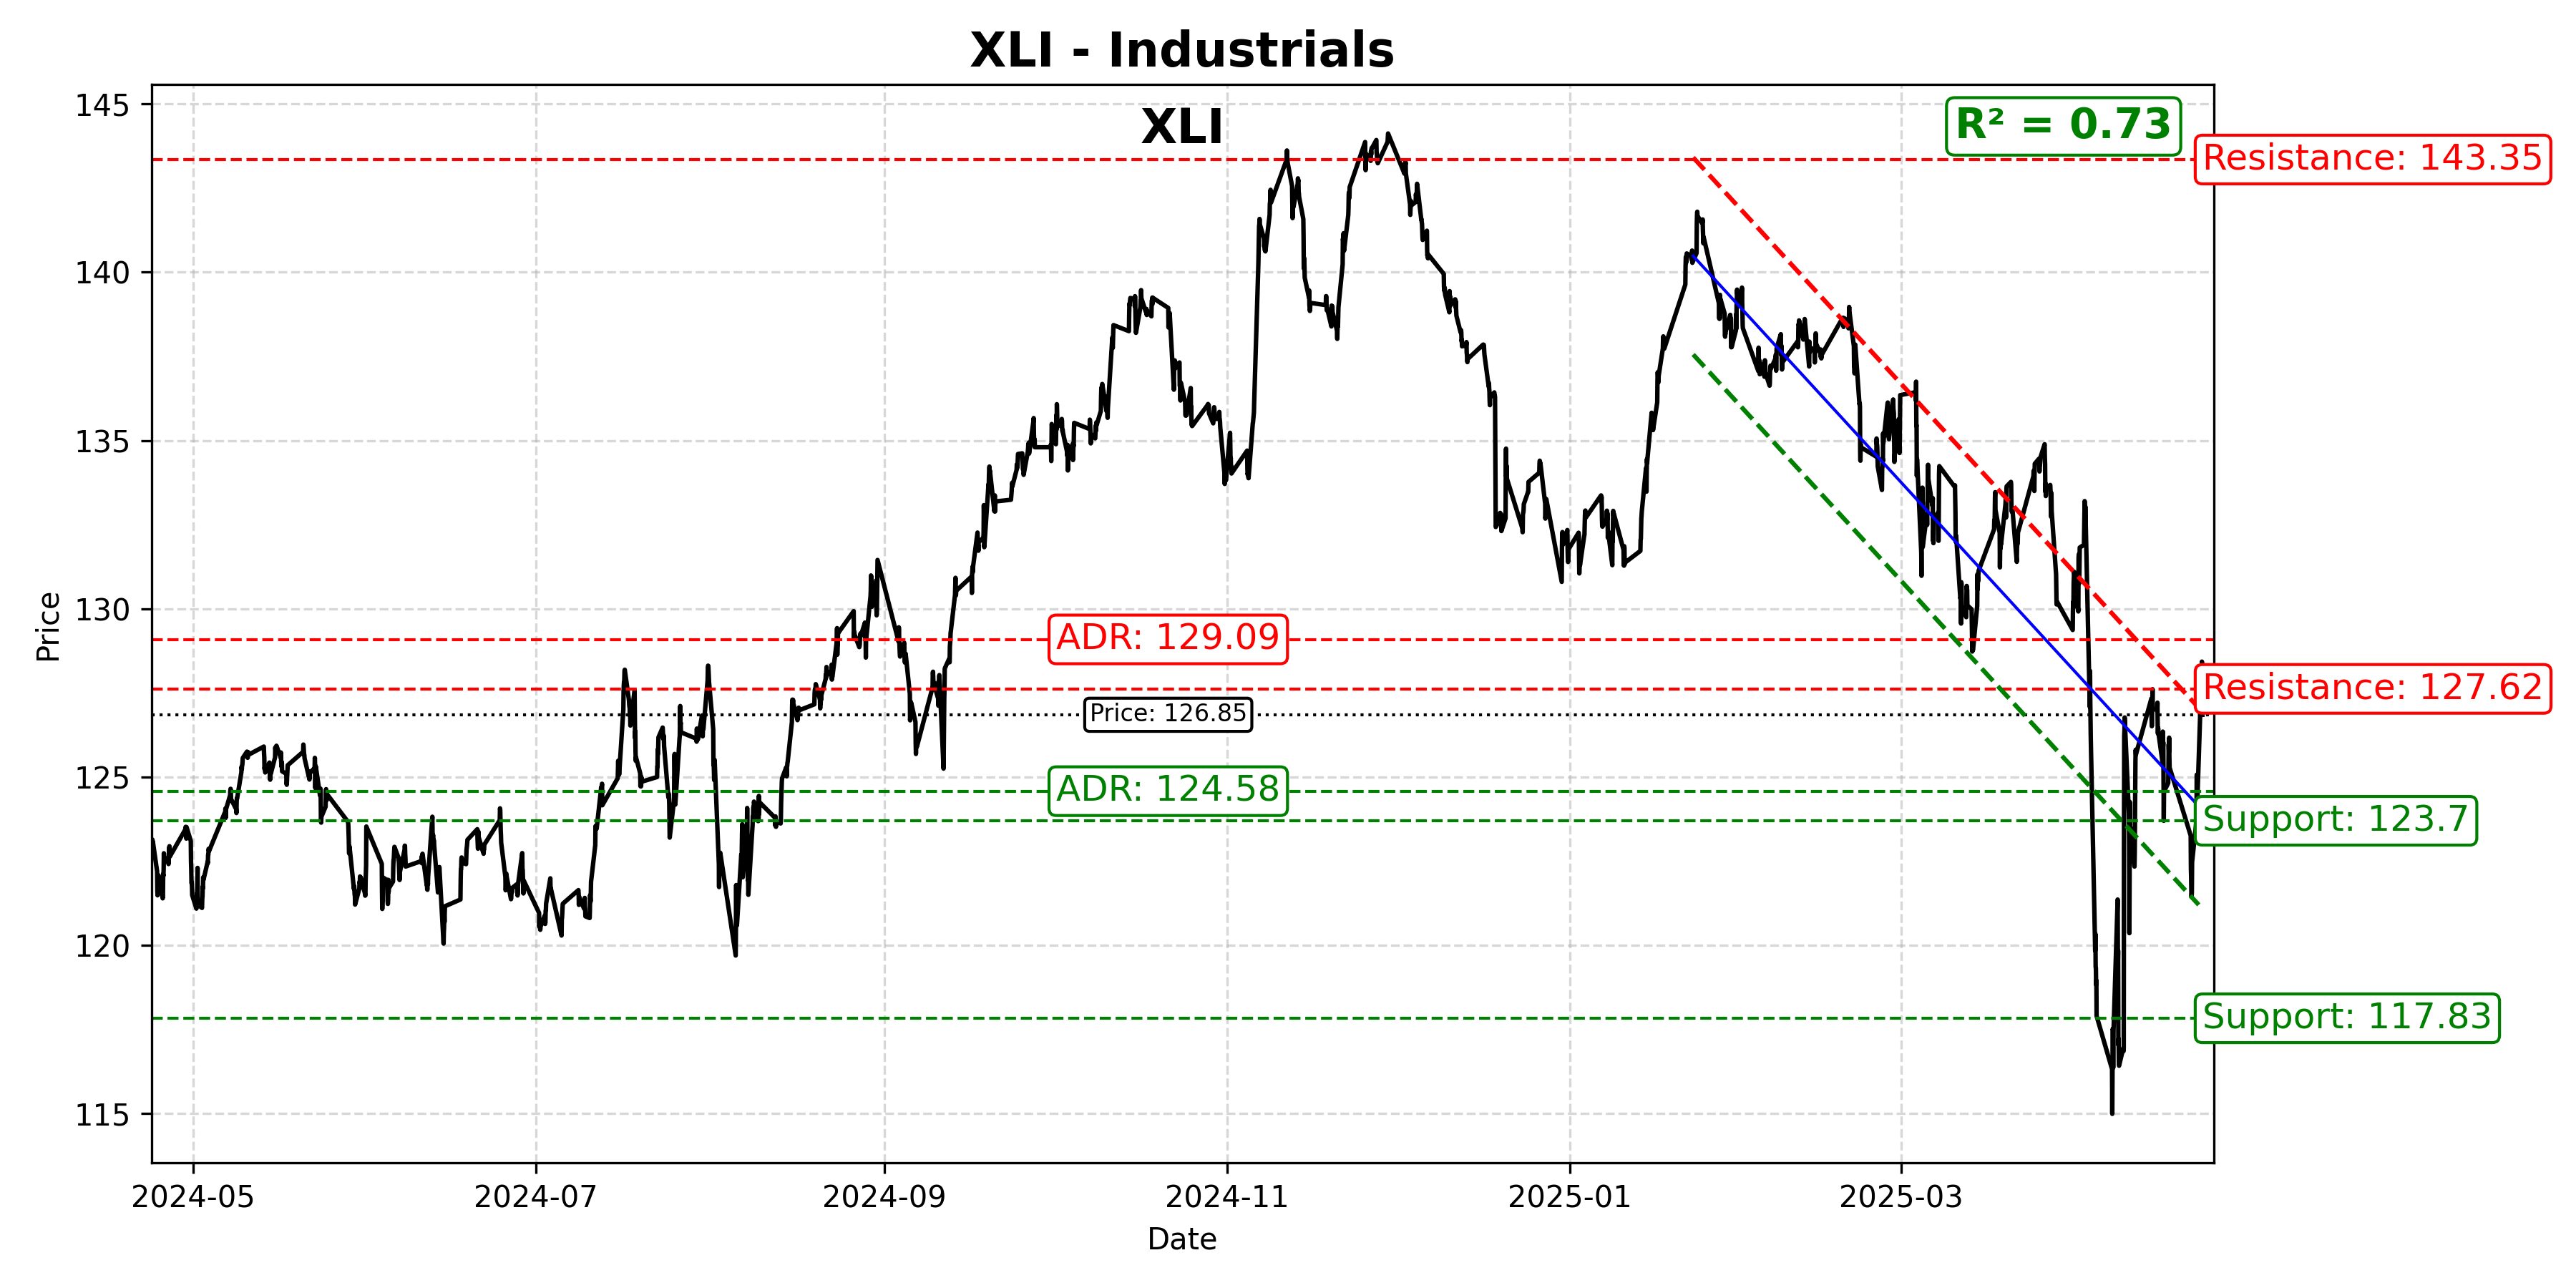 XLI - Industrials
XLI
R² = 0.73
Resistance: 143.35
145
140
135
130
125
120
115
Price
ADR: 129.09
Resistance: 127.62
Price: 126.85
ADR: 124.58
Support: 123.7
Support: 117.83
2024-05
2024-07
2024-09
2024-11
2025-01
2025-03
Date